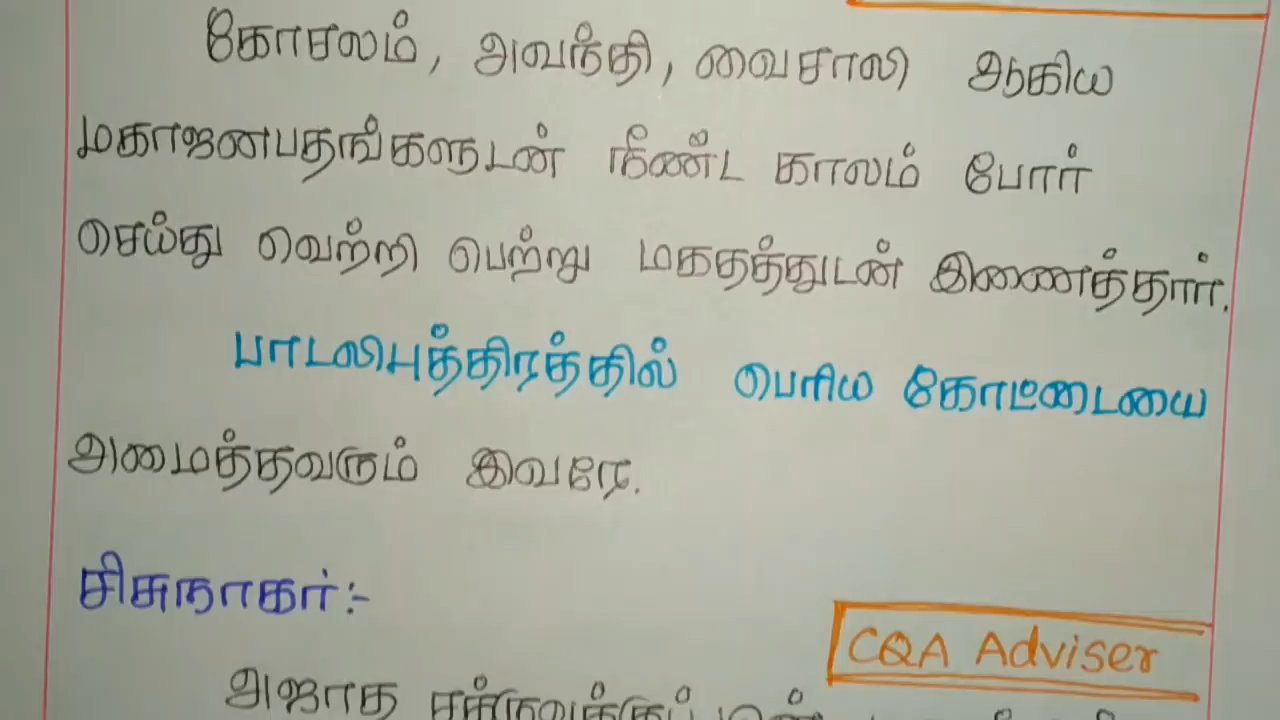 கோசலம், அவந்தி, வைசாலி ஆகிய
மகாஜனபதங்களுடன் நீண்ட காலம் போர்
செய்து வெற்றி பெற்று மகதத்துடன் இணைத்தார்.
பாடலிபுத்திரத்தில் பெரிய கோட்டையை
அமைத்தவரும் இவரே.
சிசுநாகர்:-
CQA Adviser
அஜாத